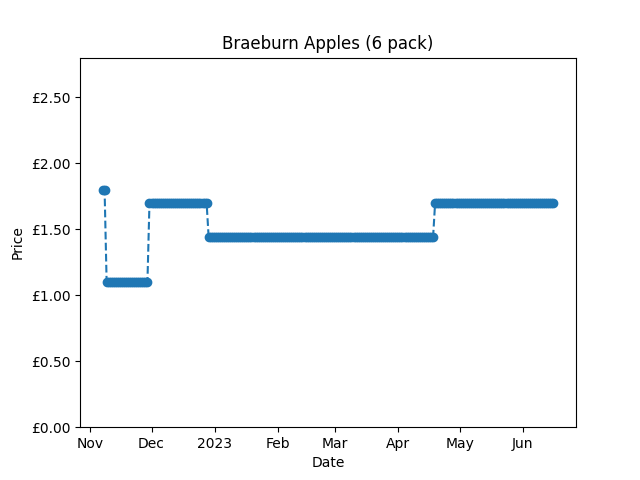 Braeburn Apples (6 pack)
£2.50
£2.00
£1.50
£1.00
£0.50
£0.00
Price
Nov Dec 2023 Feb Mar Apr May Jun
Date